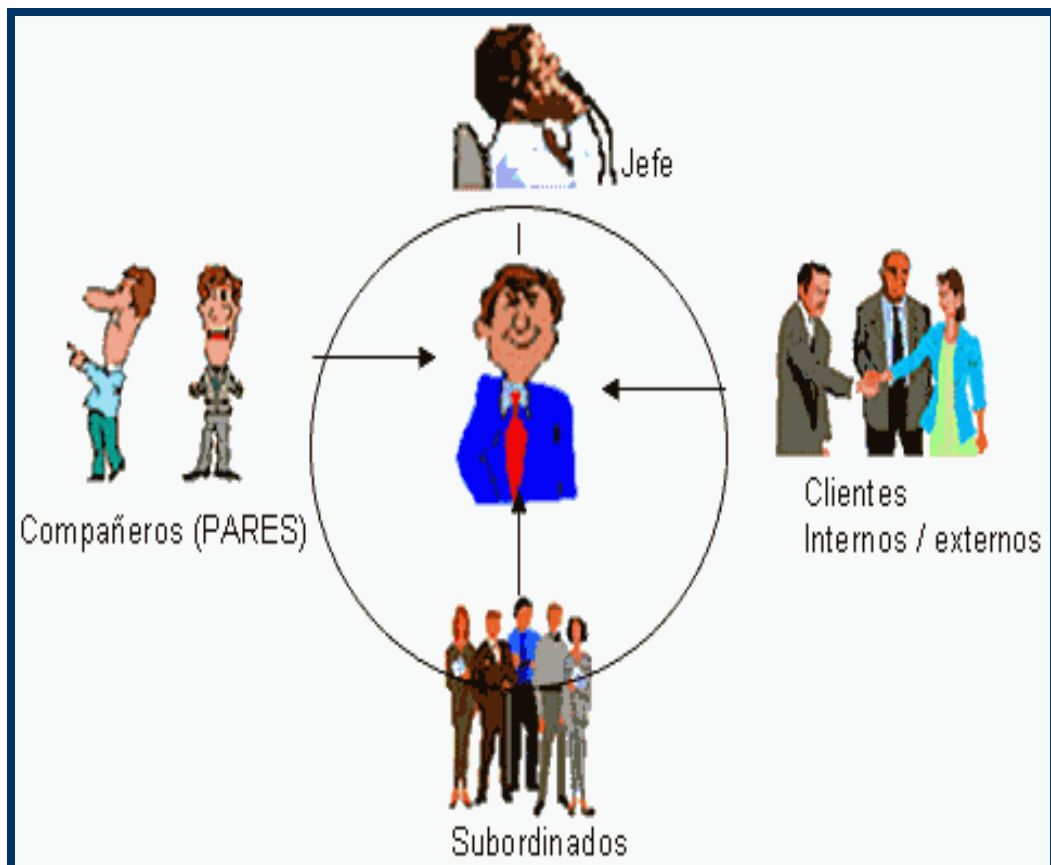 Jefe
Compañeros (PARES)
Clientes
Internos / externos
Subordinados